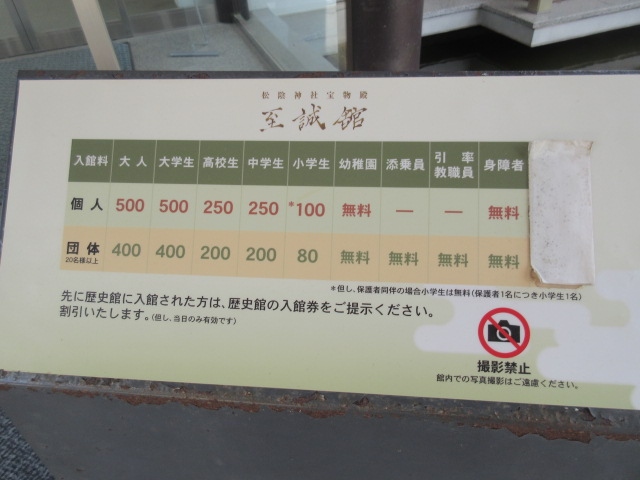 松陰神社宝物殿
至誠館
入館料 大人 大学生 高校生 中学生 小学生 幼稚園 添乗員 引率教職員 身障者
個人 500 500 250 250 *100 無料 — — 無料
団体 20名様以上 400 400 200 200 80 無料 無料 無料 無料
*但し、保護者同伴の場合小学生は無料(保護者1名につき小学生1名)
先に歴史館に入館された方は、歴史館の入館券をご提示ください。
割引いたします。(但し、当日のみ有効です)
撮影禁止
館内での写真撮影はご遠慮ください。